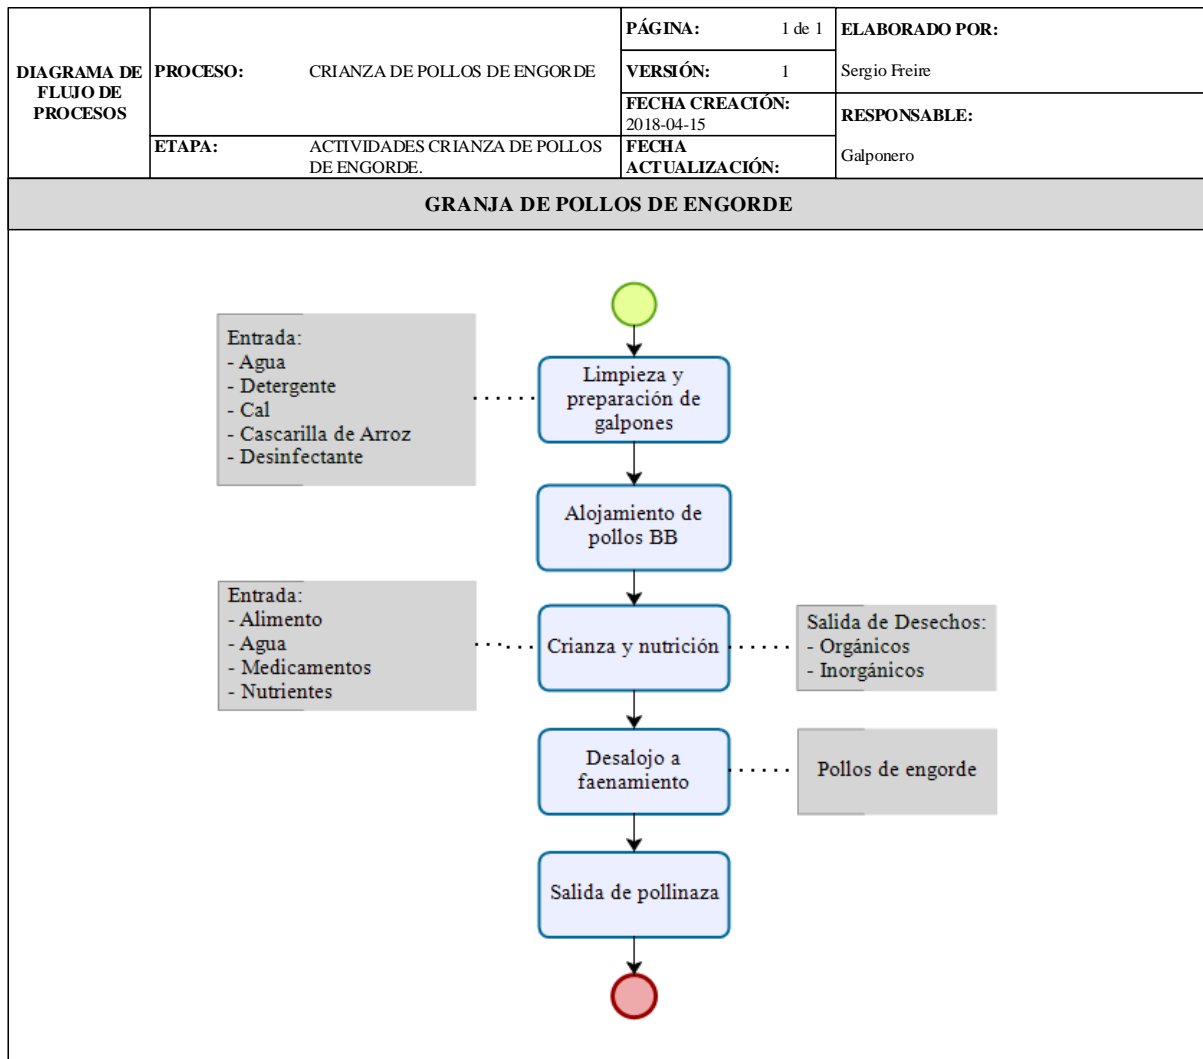 DIAGRAMA DE
FLUJO DE
PROCESOS
PROCESO: CRIANZA DE POLLOS DE ENGORDE
ETAPA: ACTIVIDADES CRIANZA DE POLLOS
DE ENGORDE.
PÁGINA: 1 de 1
VERSIÓN: 1
FECHA CREACIÓN:
2018-04-15
FECHA
ACTUALIZACIÓN:
ELABORADO POR:
Sergio Freire
RESPONSABLE:
Galponero
GRANJA DE POLLOS DE ENGORDE
Entrada:
- Agua
- Detergente
- Cal
- Cascarilla de Arroz
- Desinfectante
Limpieza y
preparación de
galpones
Alojamiento de
pollos BB
Entrada:
- Alimento
- Agua
- Medicamentos
- Nutrientes
Crianza y nutrición
Salida de Desechos:
- Orgánicos
- Inorgánicos
Desalojo a
faenamiento
Pollos de engorde
Salida de pollinaza